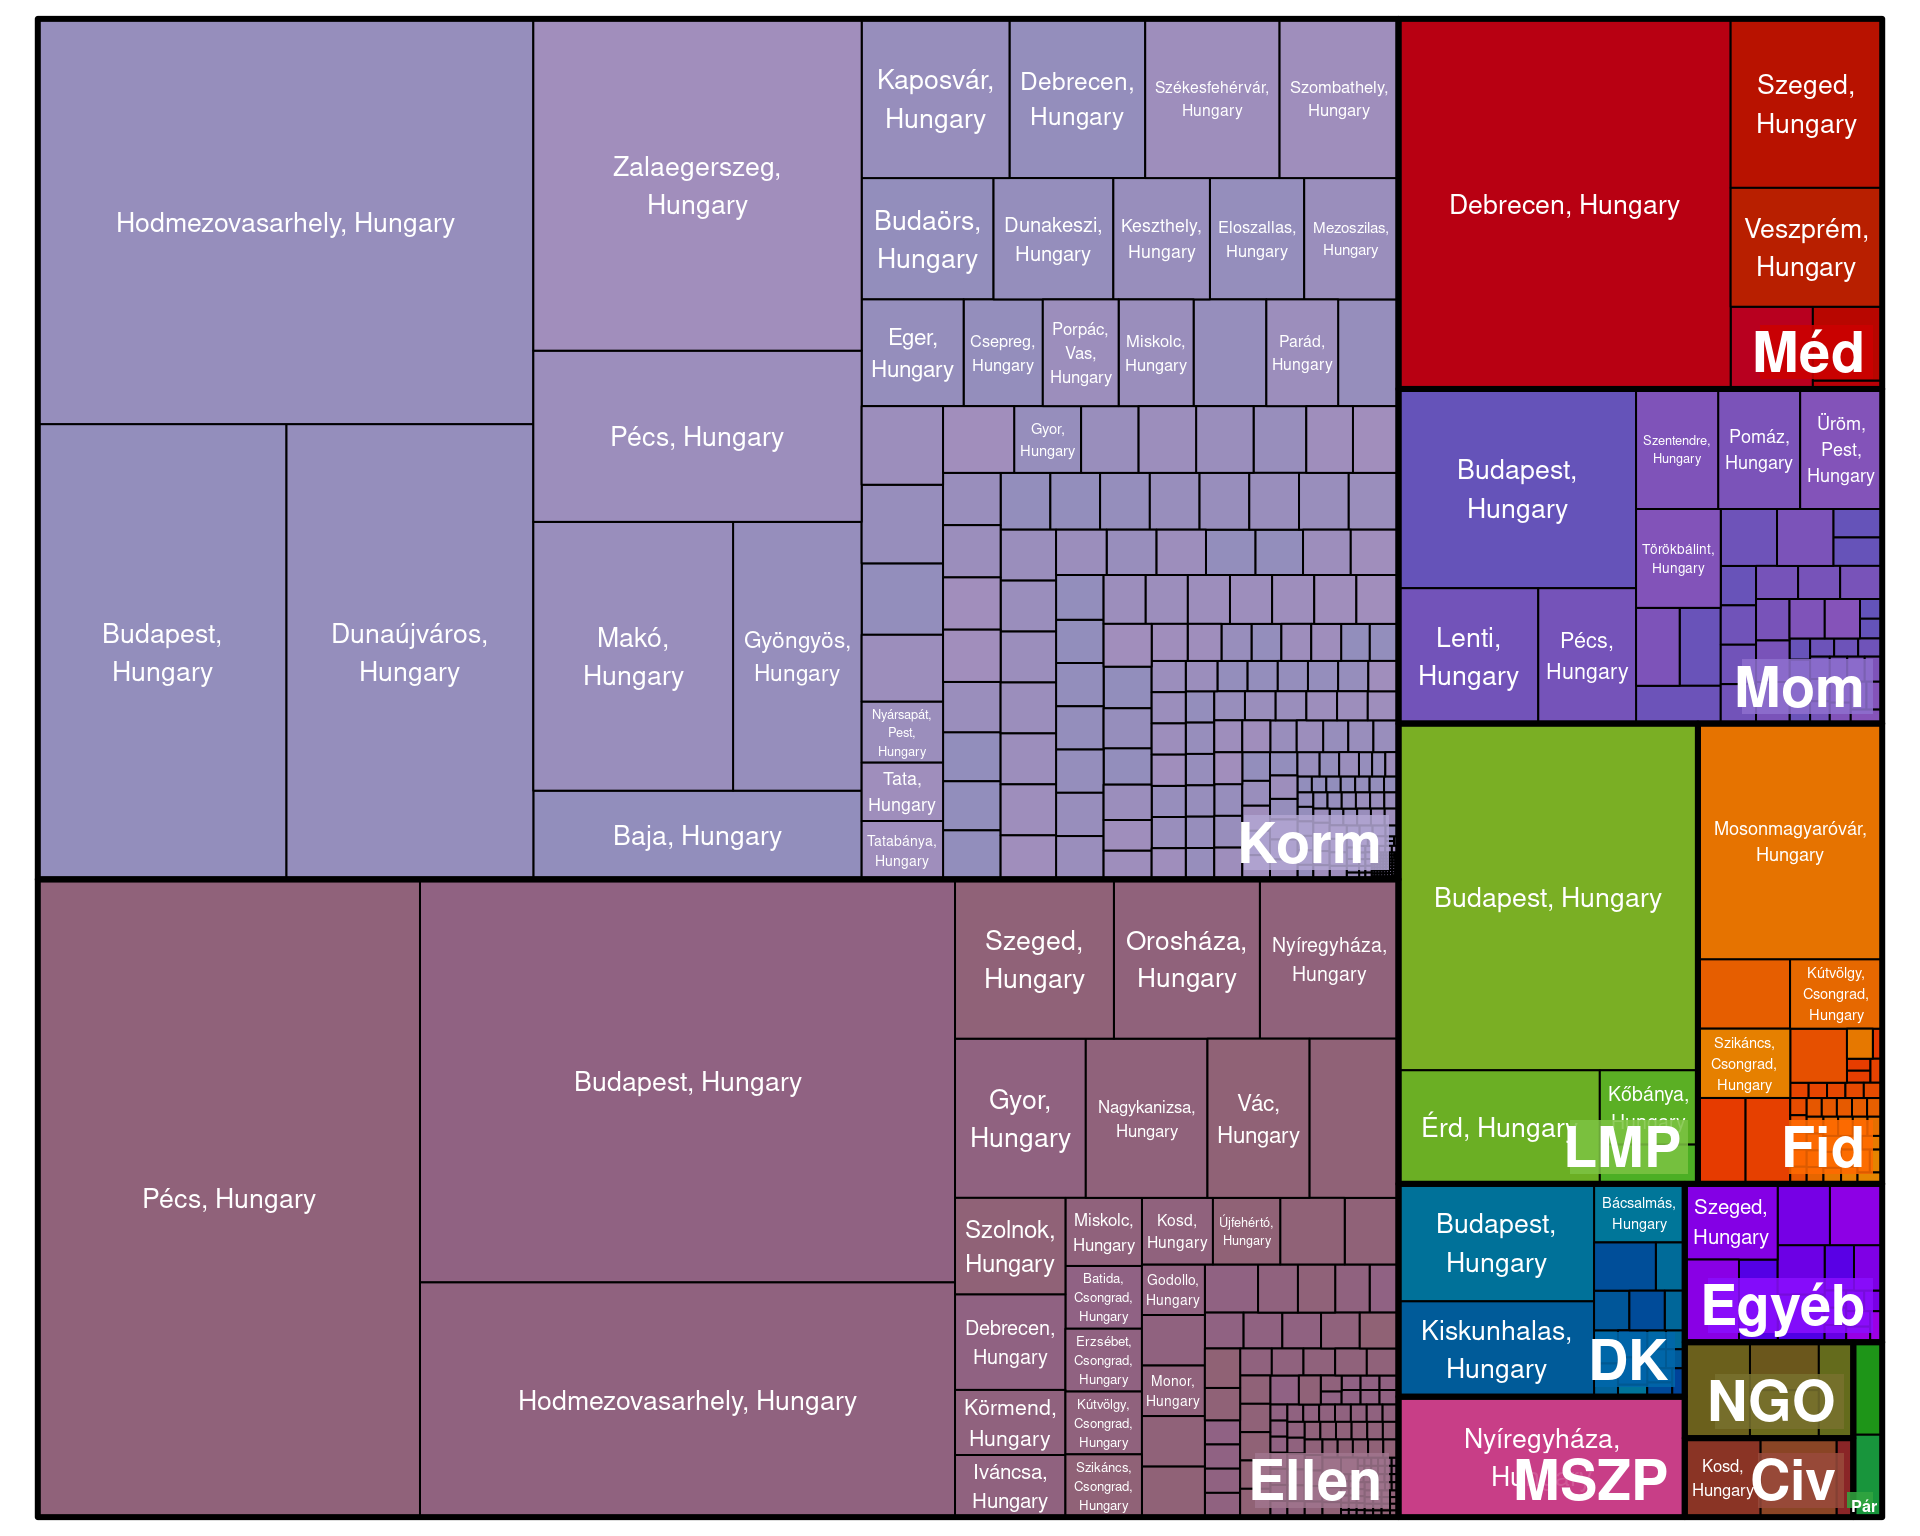 Hodmezovasarhely, Hungary
Budapest,
Hungary
Dunaújváros,
Hungary
Zalaegerszeg,
Hungary
Pécs, Hungary
Makó,
Hungary
Gyöngyös,
Hungary
Baja, Hungary
Kaposvár,
Hungary
Debrecen,
Hungary
Székesfehérvár,
Hungary
Szombathely,
Hungary
Budaörs,
Hungary
Dunakeszi,
Hungary
Keszthely,
Hungary
Eloszallas,
Hungary
Mezoszilas,
Hungary
Eger,
Hungary
Csepreg,
Hungary
Porpác,
Vas,
Hungary
Miskolc,
Hungary
Parád,
Hungary
Gyor,
Hungary
Nyársapát,
Pest,
Hungary
Tata,
Hungary
Tatabánya,
Hungary
Korm
Pécs, Hungary
Budapest, Hungary
Hodmezovasarhely, Hungary
Szeged,
Hungary
Orosháza,
Hungary
Nyíregyháza,
Hungary
Gyor,
Hungary
Nagykanizsa,
Hungary
Vác,
Hungary
Szolnok,
Hungary
Debrecen,
Hungary
Körmend,
Hungary
Iváncsa,
Hungary
Miskolc,
Hungary
Batida,
Csongrad,
Hungary
Erzsébet,
Csongrad,
Hungary
Kútvölgy,
Csongrad,
Hungary
Szikáncs,
Csongrad,
Hungary
Kosd,
Hungary
Újfehértó,
Hungary
Godollo,
Hungary
Monor,
Hungary
Ellen
Debrecen, Hungary
Szeged,
Hungary
Veszprém,
Hungary
Méd
Budapest,
Hungary
Lenti,
Hungary
Pécs,
Hungary
Szentendre,
Hungary
Pomáz,
Hungary
Üröm,
Pest,
Hungary
Törökbálint,
Hungary
Mom
Budapest, Hungary
Érd, Hungary
Kőbánya,
Hungary
LMP
Mosonmagyaróvár,
Hungary
Kútvölgy,
Csongrad,
Hungary
Szikáncs,
Csongrad,
Hungary
Fid
Budapest,
Hungary
Kiskunhalas,
Hungary
Bácsalmás,
Hungary
DK
Szeged,
Hungary
Egyéb
Nyíregyháza,
MSZP
NGO
Kosd,
Hungary
Civ
Pár